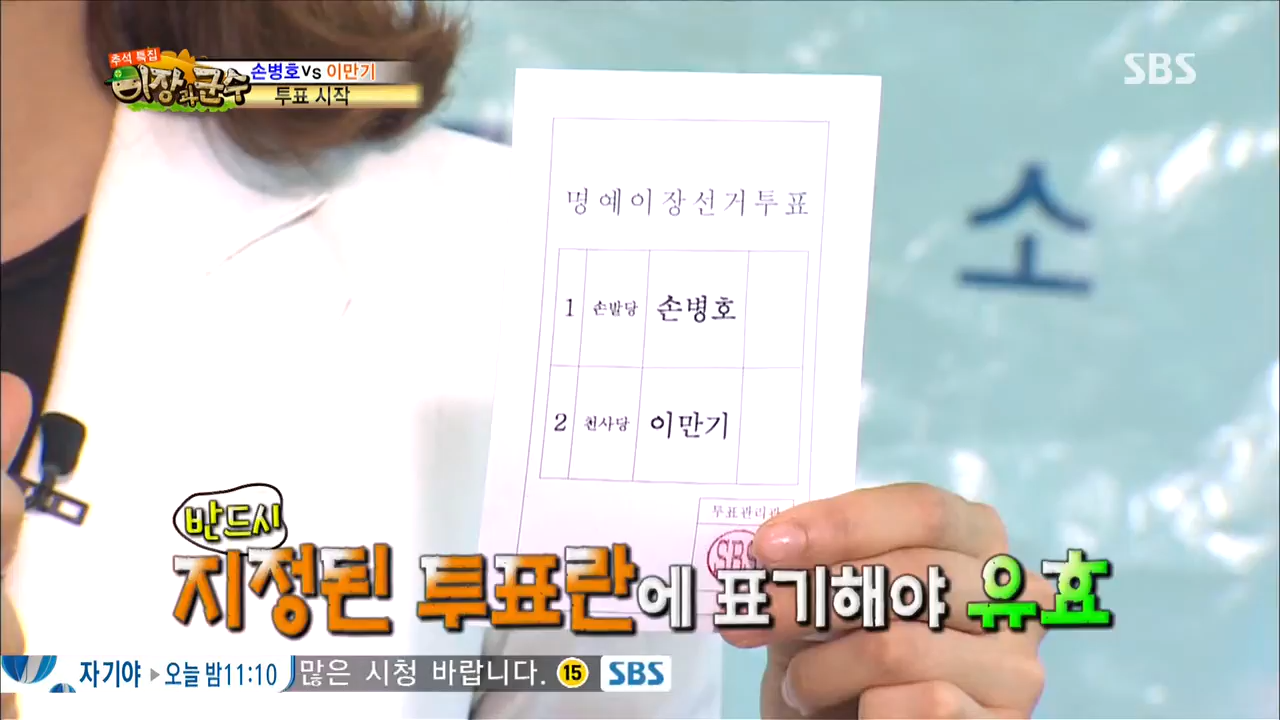 추석 특집
이장과군수
손병호Vs 이만기
투표 시작
SBS
소
명예이장선거투표
1 손발당 손병호
2 천사당 이만기
투표관리관
SBS
반드시
지정된 투표란에 표기해야 유효
자기야 오늘 밤11:10 많은 시청 바랍니다. 15 SBS